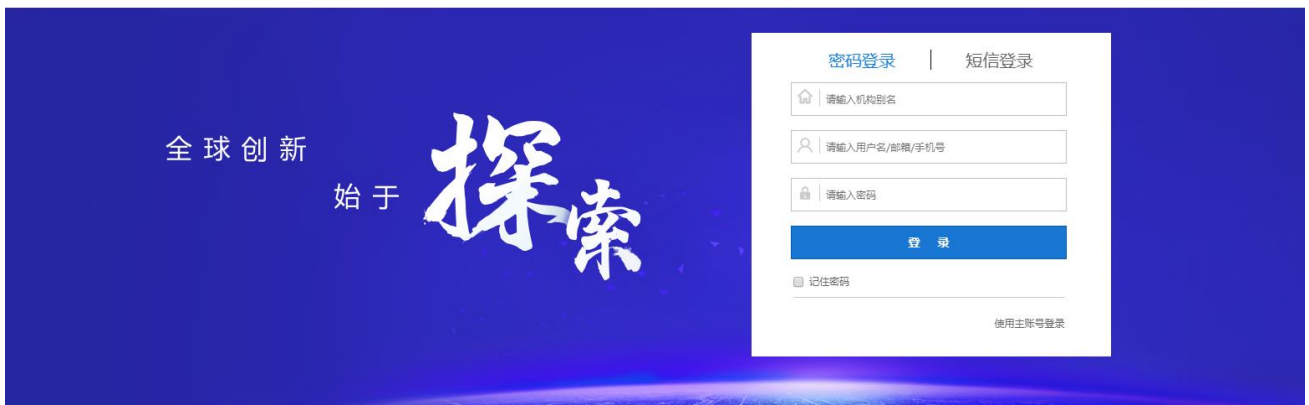 全球创新
始于 探索
密码登录 | 短信登录
请输入机构别名
请输入用户名/邮箱/手机号
请输入密码
登 录
记住密码
使用主账号登录